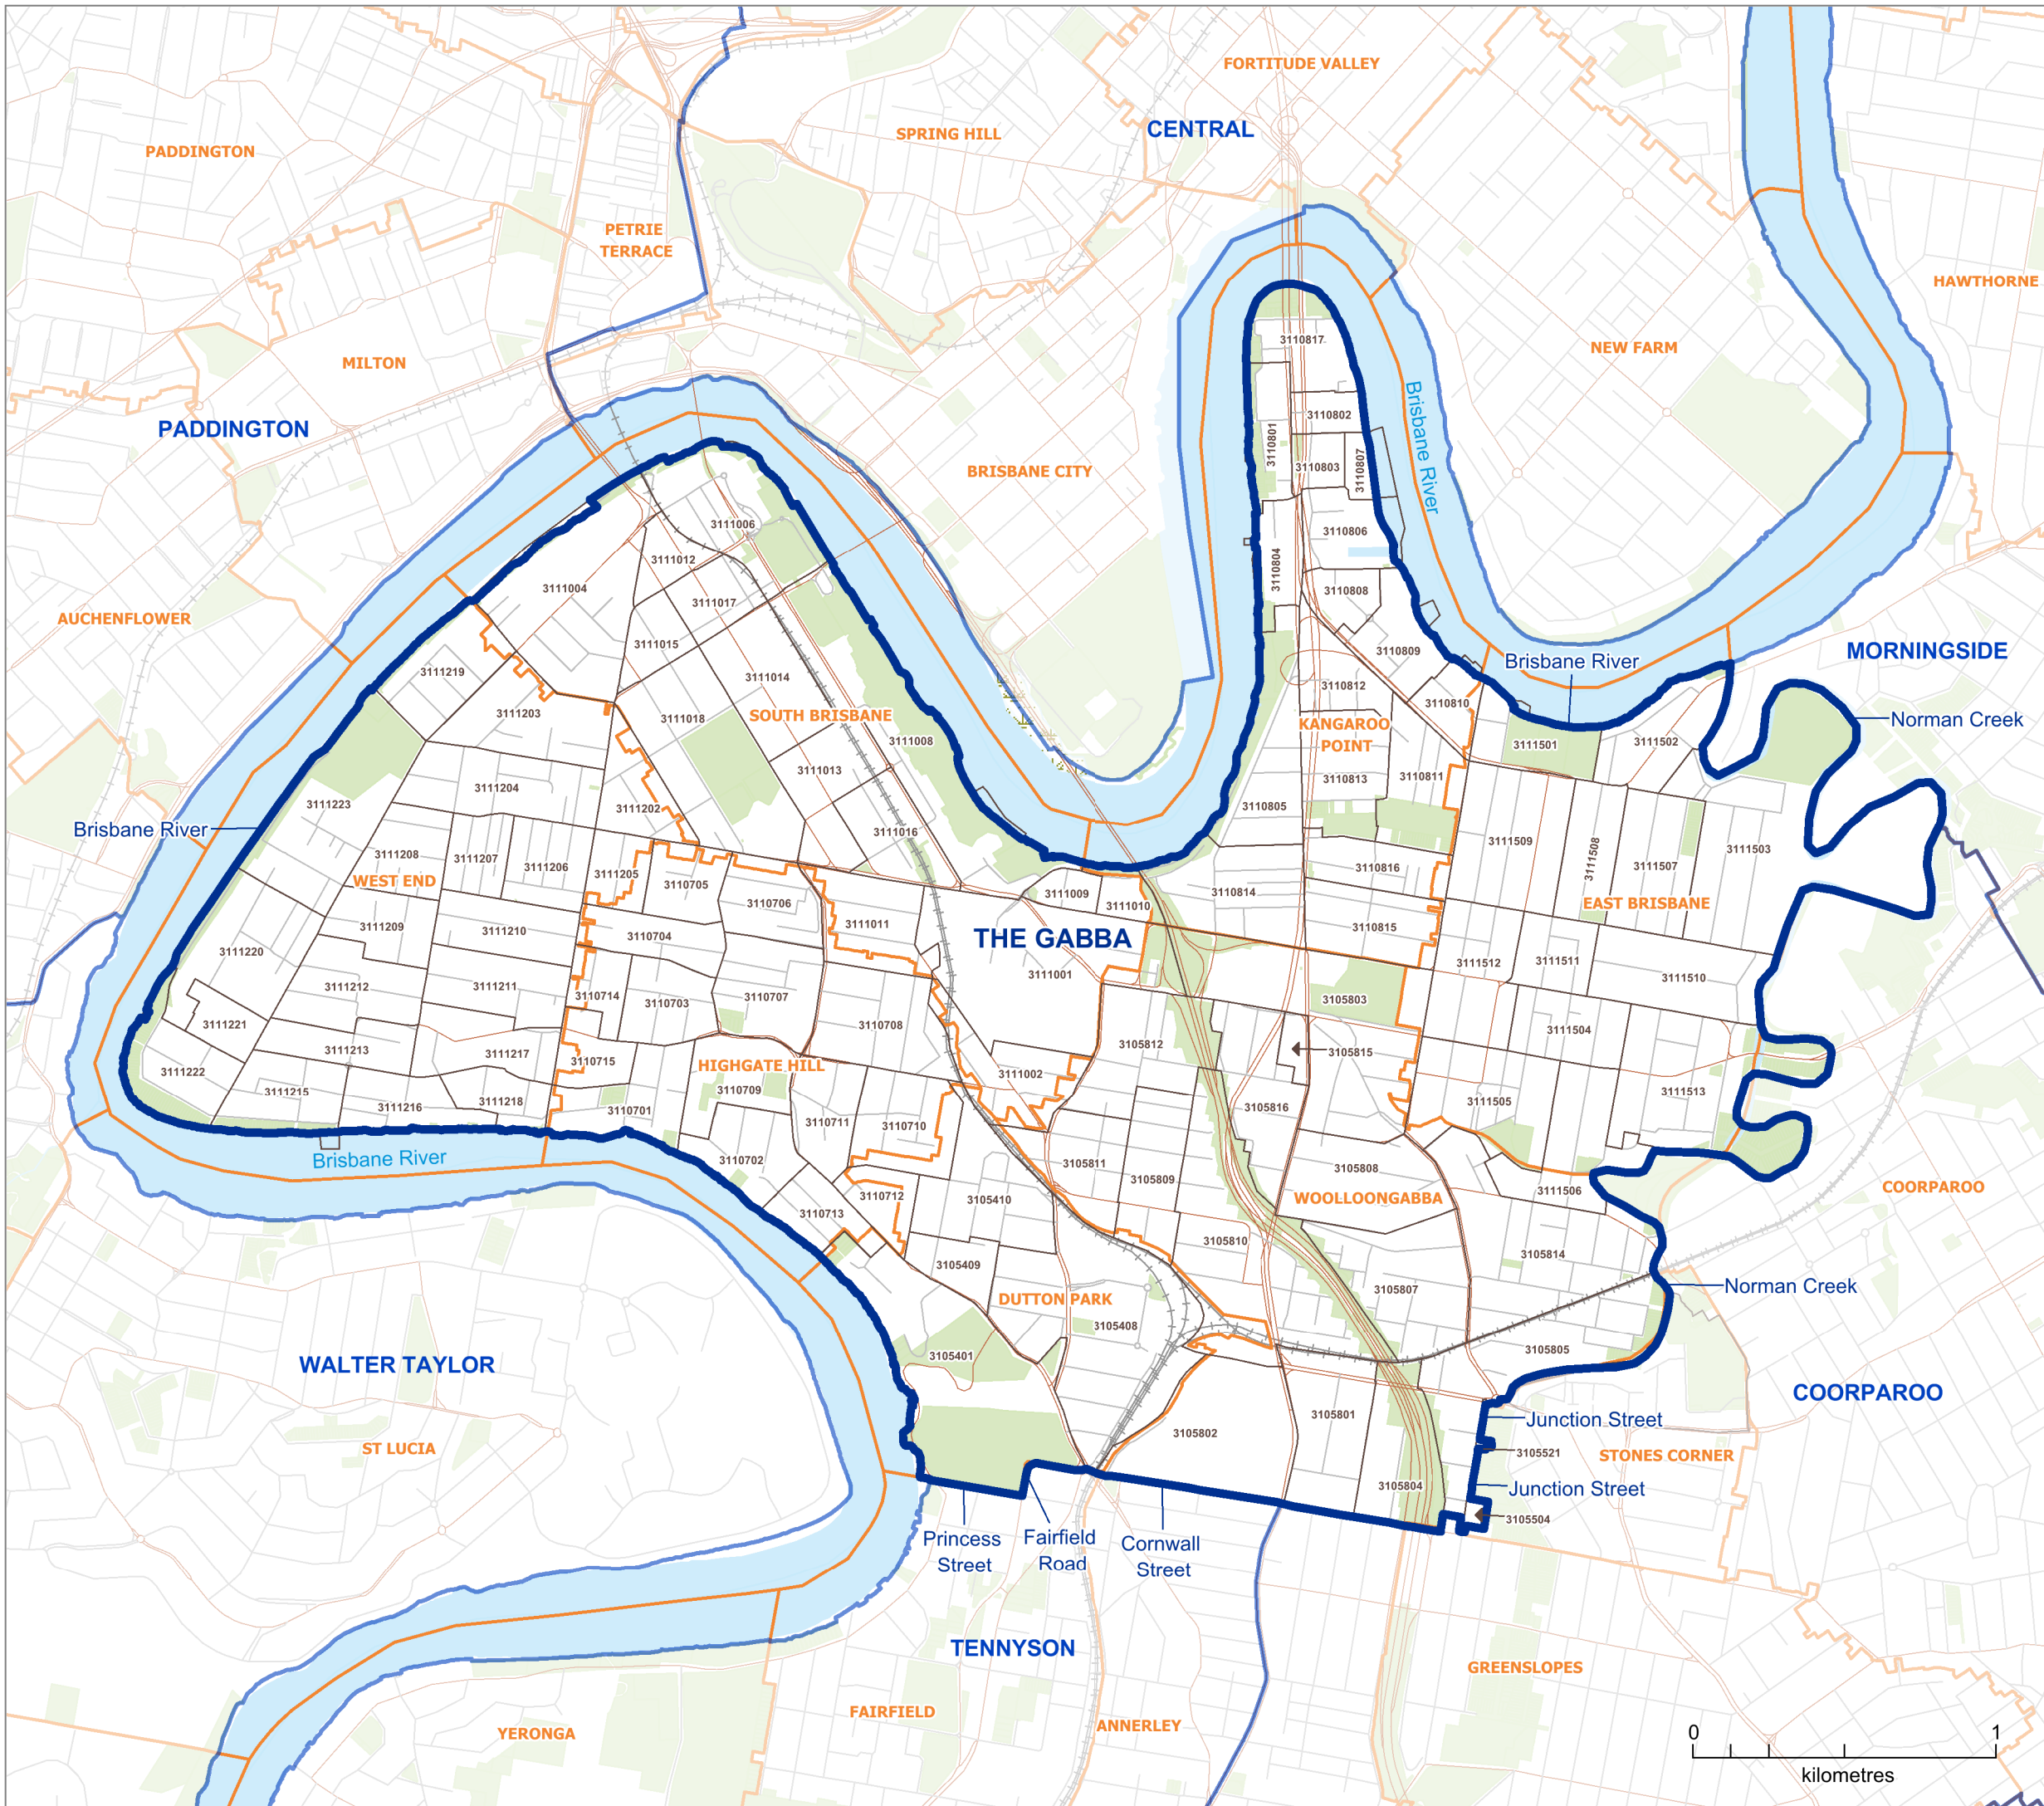 FORTITUDE VALLEY
CENTRAL
SPRING HILL
PADDINGTON
PETRIE
TERRACE
HAWTHORNE
3110817
NEW FARM
MILTON
Brisbane River
3110802
PADDINGTON
3110801
3110803
3110807
BRISBANE CITY
3111006
3110806
3111012
3110804
3111004
3110808
3111017
AUCHENFLOWER
3111015
3110809
MORNINGSIDE
Brisbane River
3111219
3111014
3110812
3110810
3111203
3111018
SOUTH BRISBANE
KANGAROO
POINT
Norman Creek
3111008
3111501
3111502
3111013
3110813
3110811
3111204
3111223
3111202
3110805
Brisbane River
3111016
3111509
3111508
3111503
3111208
3111207
3111206
3111507
WEST END
3111205
3110705
3110816
3111009
3110814
3110706
3111010
EAST BRISBANE
3111209
3111210
3111011
3110815
3110704
THE GABBA
3111220
3111001
3111512
3111511
3111510
3111212
3111211
3110714
3110703
3110707
3105803
3111221
3110708
3111504
3105812
3111213
3111217
3110715
3105815
HIGHGATE HILL
3111222
3111002
3111215
3110709
3111513
3111216
3111218
3110701
3105816
3111505
3110711
3110710
Brisbane River
3110702
3105811
3105809
3105808
3110712
3105410
WOOLLOONGABBA
3111506
COORPAROO
3110713
3105810
3105814
3105409
Norman Creek
DUTTON PARK
3105807
3105408
3105401
3105805
WALTER TAYLOR
COORPAROO
3105801
Junction Street
3105802
ST LUCIA
3105521
STONES CORNER
3105804
Junction Street
3105504
Princess
Street
Fairfield
Road
Cornwall
Street
TENNYSON
GREENSLOPES
FAIRFIELD
YERONGA
ANNERLEY
0 1
kilometres